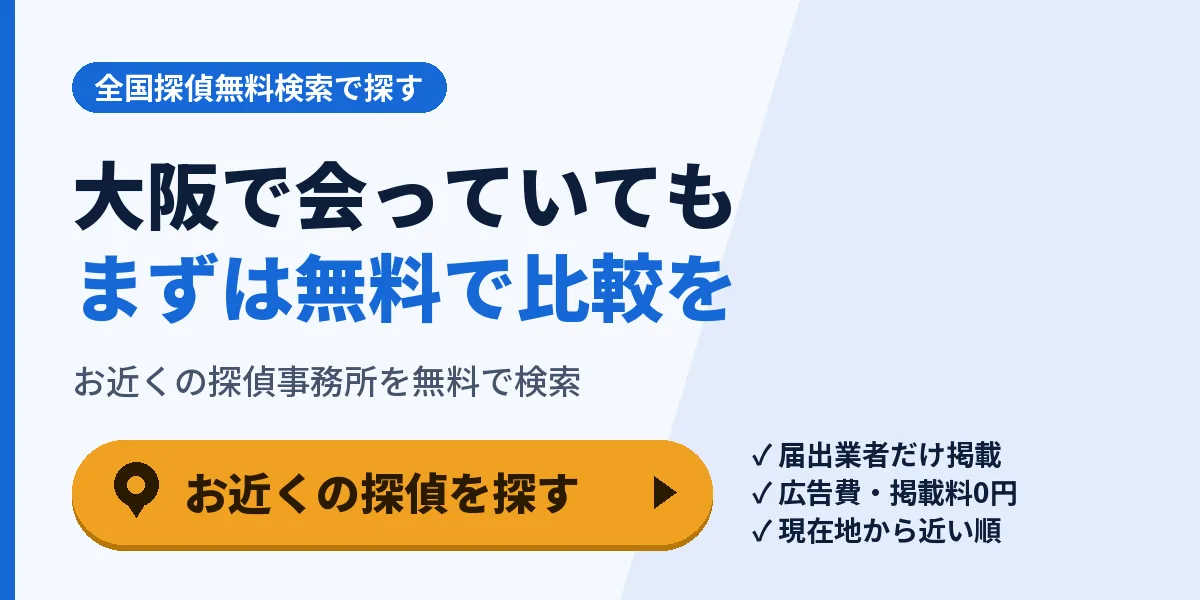 全国探偵無料検索で探す
大阪で会っていても
まずは無料で比較を
お近くの探偵事務所を無料で検索
お近くの探偵を探す
✓届出業者だけ掲載
✓広告費・掲載料0円
✓現在地から近い順